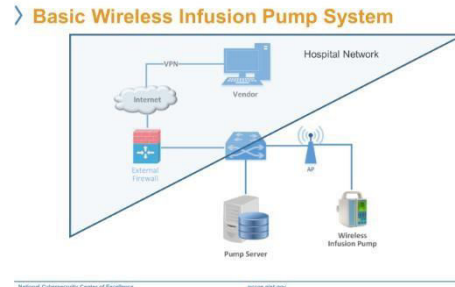 Basic Wireless Infusion Pump System
Hospital Network
VPN
Internet
Vendor
External
Firewall
AP
Pump Server
Wireless
Infusion Pump
National Cybersecurity Center of Excellence